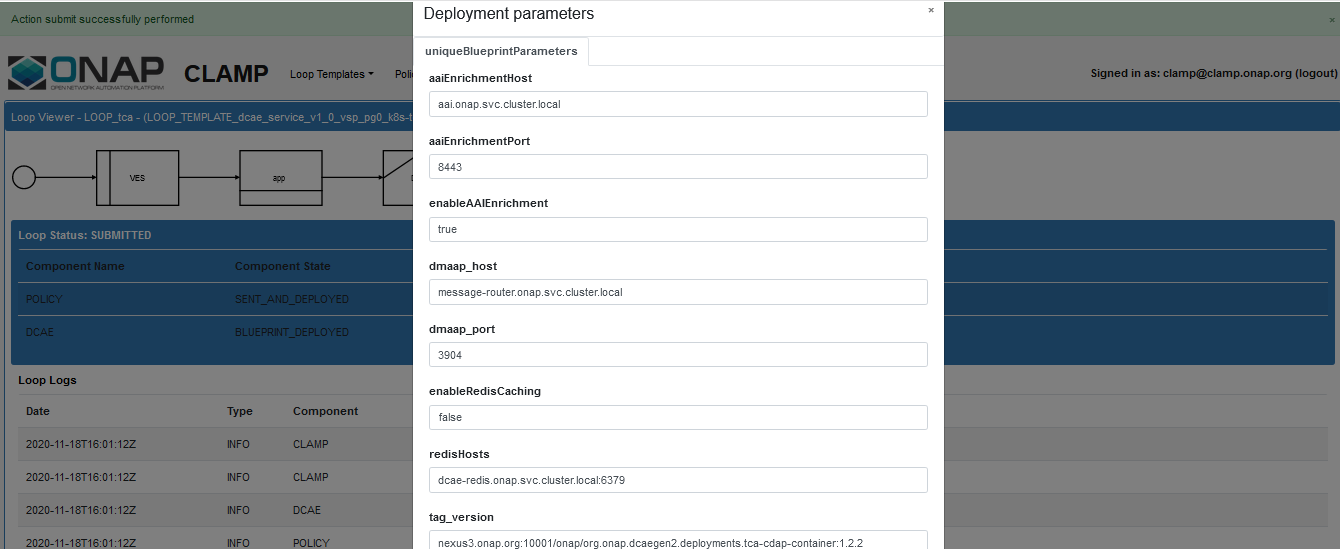 Action submit successfully performed
×
ONAP
OPEN NETWORK AUTOMATION PLATFORM
CLAMP
Loop Templates
Signed in as: clamp@clamp.onap.org (logout)
Loop Viewer - LOOP_tca - (LOOP_TEMPLATE_dcae_service_v1_0_vsp_pg0_k8s-t
VES
app
Loop Status: SUBMITTED
Component Name Component State
POLICY SENT_AND_DEPLOYED
DCAE BLUEPRINT_DEPLOYED
Loop Logs
Date Type Component
2020-11-18T16:01:12Z INFO CLAMP
2020-11-18T16:01:12Z INFO CLAMP
2020-11-18T16:01:12Z INFO DCAE
2020-11-18T16:01:12Z INFO POLICY
Deployment parameters
×
uniqueBlueprintParameters
aaiEnrichmentHost
aai.onap.svc.cluster.local
aaiEnrichmentPort
8443
enableAAIEnrichment
true
dmaap_host
message-router.onap.svc.cluster.local
dmaap_port
3904
enableRedisCaching
false
redisHosts
dcae-redis.onap.svc.cluster.local:6379
tag_version
nexus3.onap.org:10001/onap/org.onap.dcaegen2.deployments.tca-cdap-container:1.2.2